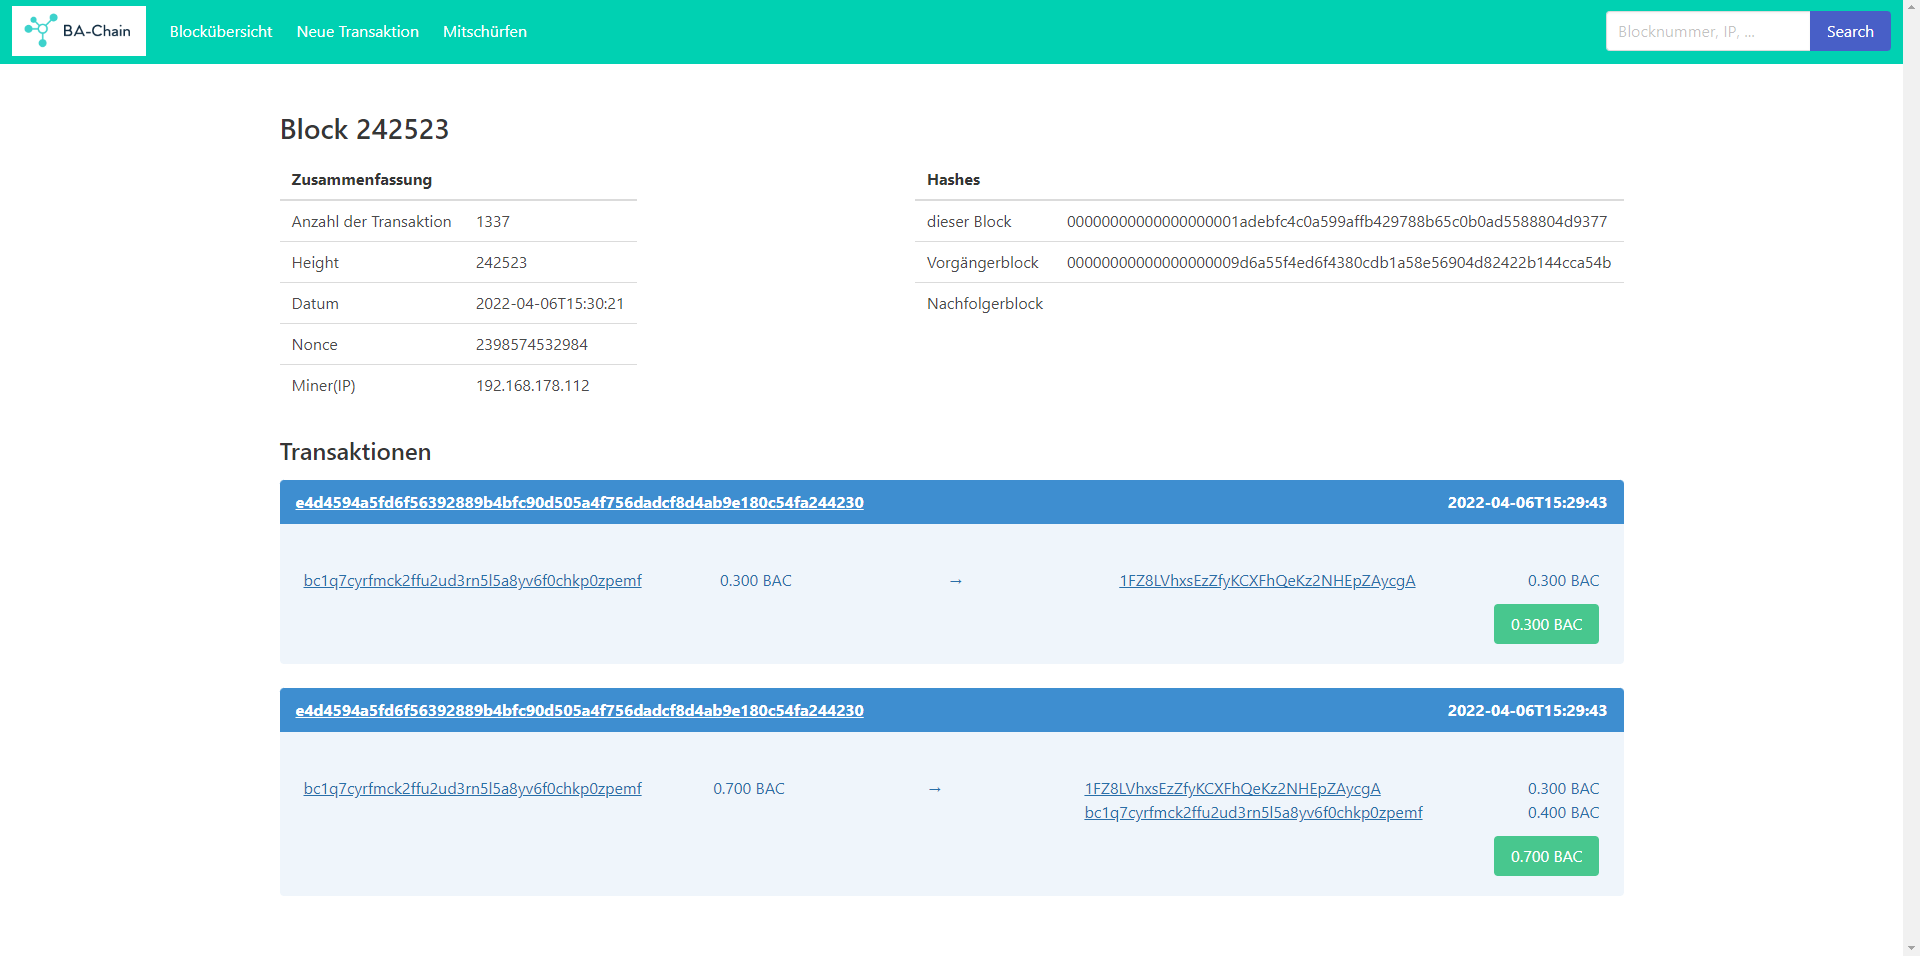 BA-Chain Blockübersicht Neue Transaktion Mitschürfen Blocknummer, IP, ... Search
Block 242523
Zusammenfassung
Anzahl der Transaktion 1337
Height 242523
Datum 2022-04-06T15:30:21
Nonce 2398574532984
Miner(IP) 192.168.178.112
Hashes
dieser Block 00000000000000000001adebfc4c0a599affb429788b65c0b0ad5588804d9377
Vorgängerblock 00000000000000000009d6a55f4ed6f4380cdb1a58e56904d82422b144cca54b
Nachfolgerblock
Transaktionen
e4d4594a5fd6f56392889b4bfc90d505a4f756dadcf8d4ab9e180c54fa244230 2022-04-06T15:29:43
bc1q7cyrfmck2ffu2ud3rn5l5a8yv6f0chkp0zpemf 0.300 BAC → 1FZ8LVhxsEzZfyKCXFhQeKz2NHEpZAycgA 0.300 BAC
0.300 BAC
e4d4594a5fd6f56392889b4bfc90d505a4f756dadcf8d4ab9e180c54fa244230 2022-04-06T15:29:43
bc1q7cyrfmck2ffu2ud3rn5l5a8yv6f0chkp0zpemf 0.700 BAC → 1FZ8LVhxsEzZfyKCXFhQeKz2NHEpZAycgA 0.300 BAC
bc1q7cyrfmck2ffu2ud3rn5l5a8yv6f0chkp0zpemf 0.400 BAC
0.700 BAC